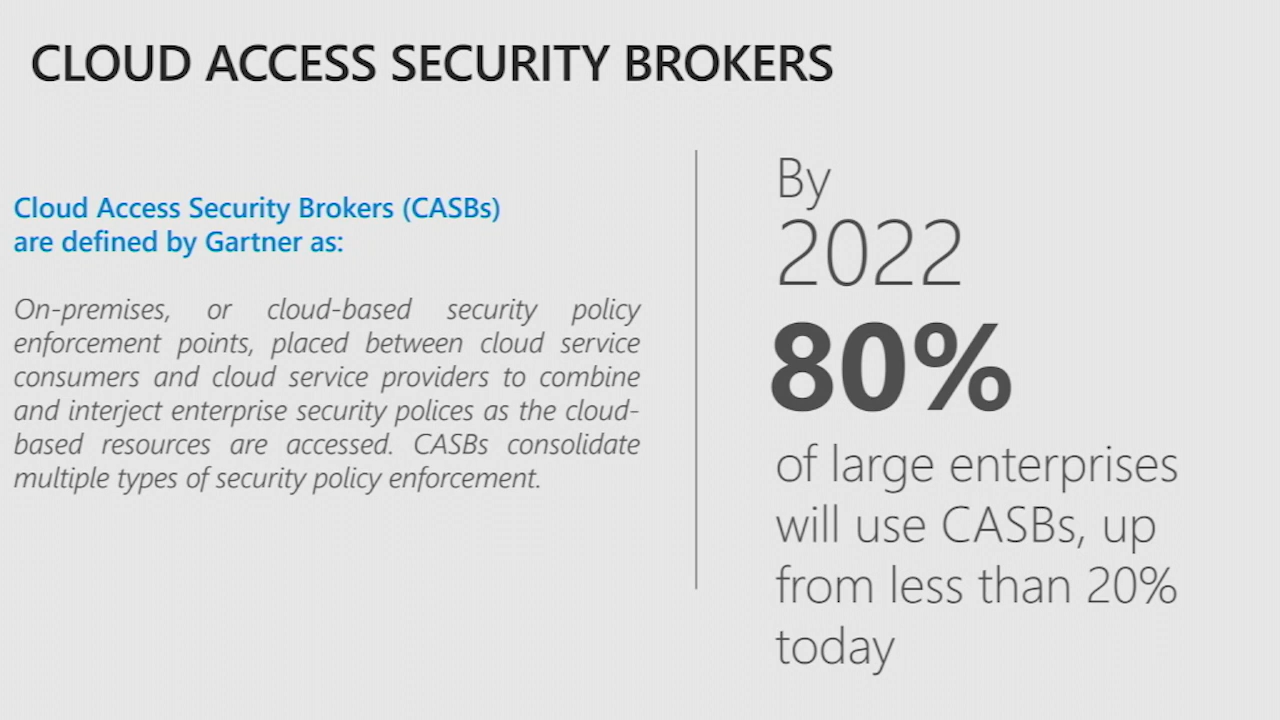 CLOUD ACCESS SECURITY BROKERS
Cloud Access Security Brokers (CASBs)
are defined by Gartner as:
On-premises, or cloud-based security policy
enforcement points, placed between cloud service
consumers and cloud service providers to combine
and interject enterprise security polices as the cloud-
based resources are accessed. CASBs consolidate
multiple types of security policy enforcement.
By
2022
80%
of large enterprises
will use CASBs, up
from less than 20%
today